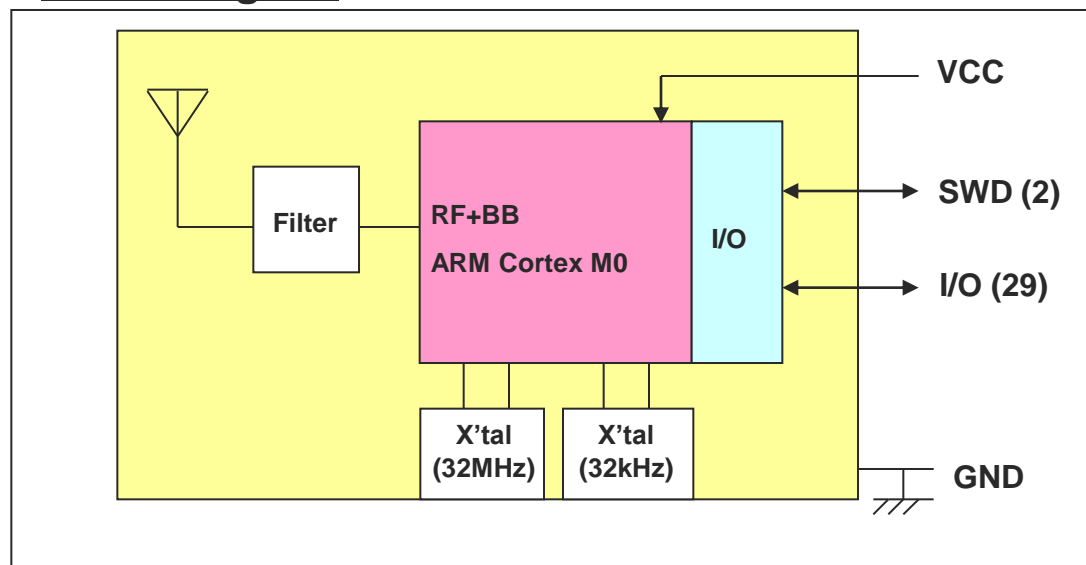 VCC
SWD (2)
Filter
RF+BB
ARM Cortex M0
I/O
I/O (29)
X'tal
(32MHz)
X'tal
(32kHz)
GND